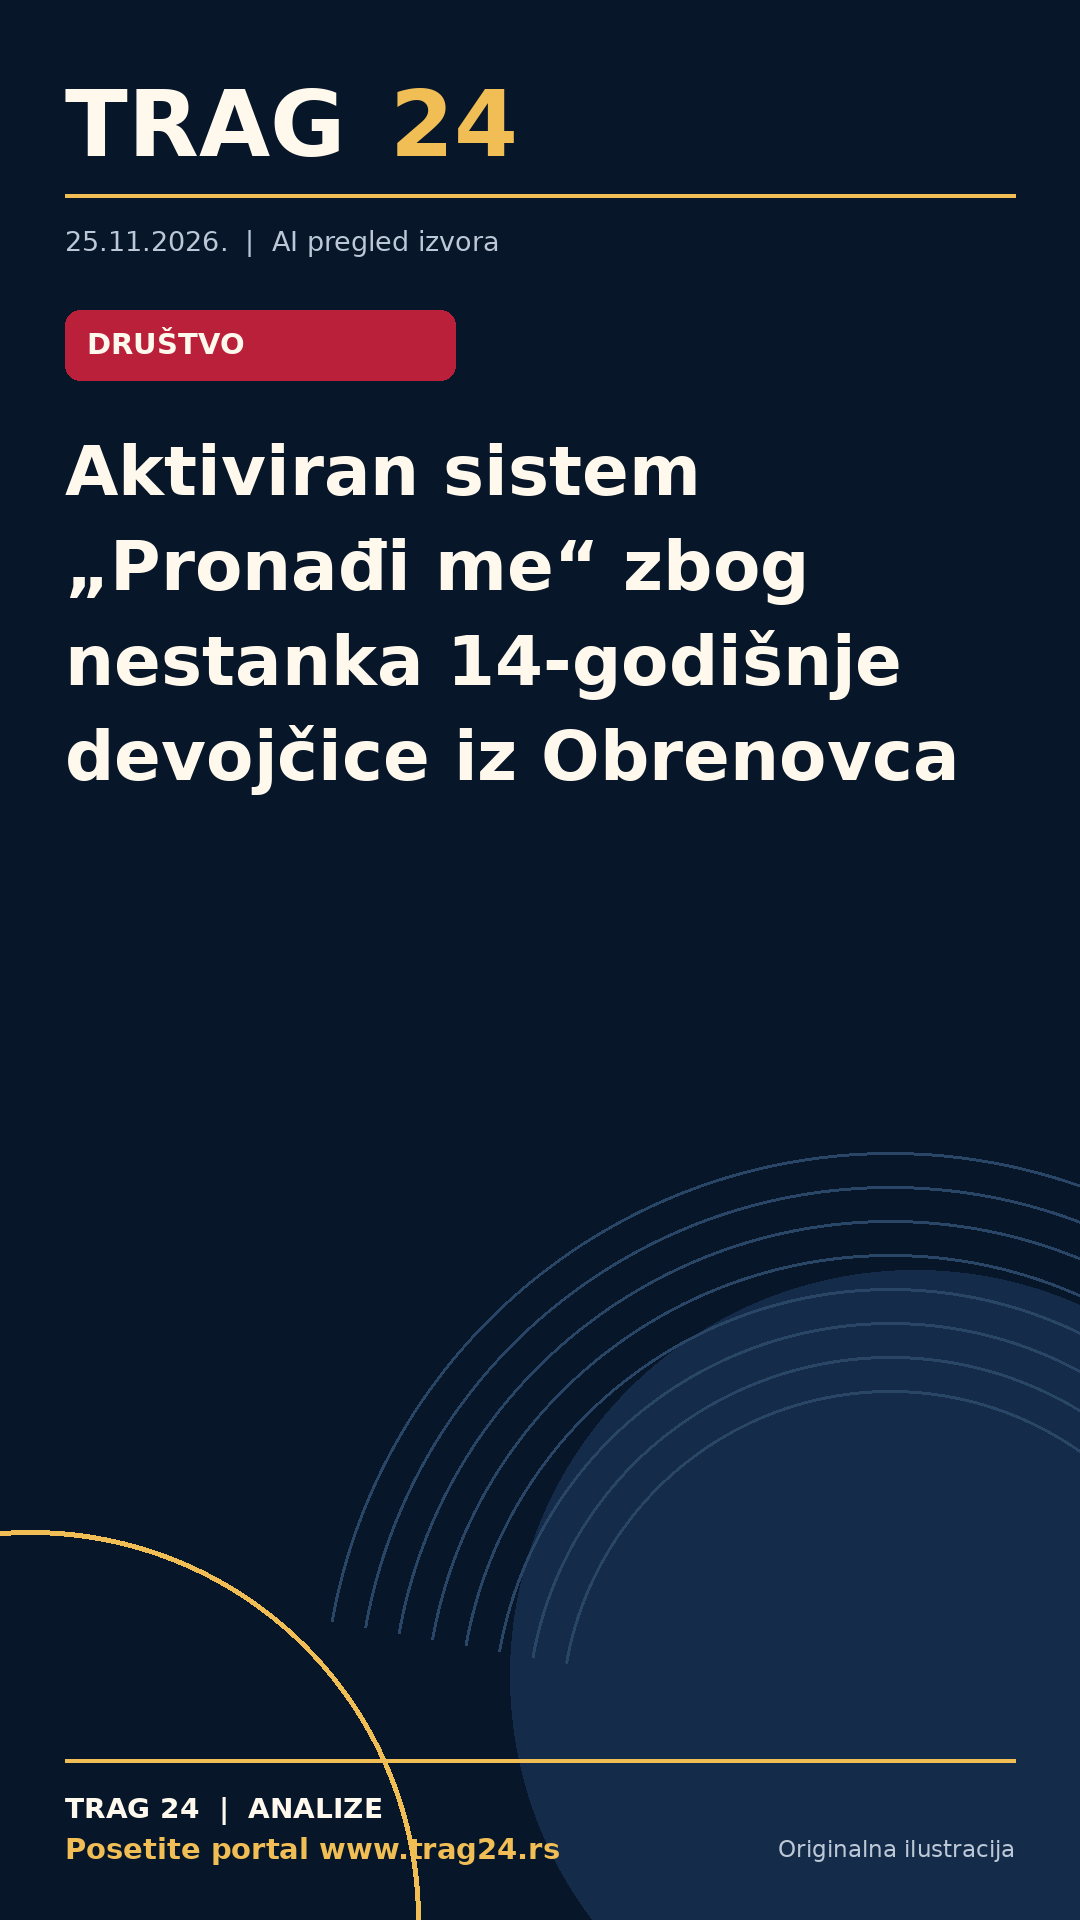 TRAG 24
25.11.2026. | AI pregled izvora
DRUŠTVO
Aktiviran sistem
„Pronađi me“ zbog
nestanka 14-godišnje
devojčice iz Obrenovca
TRAG 24 | ANALIZE
Posetite portal www.trag24.rs
Originalna ilustracija